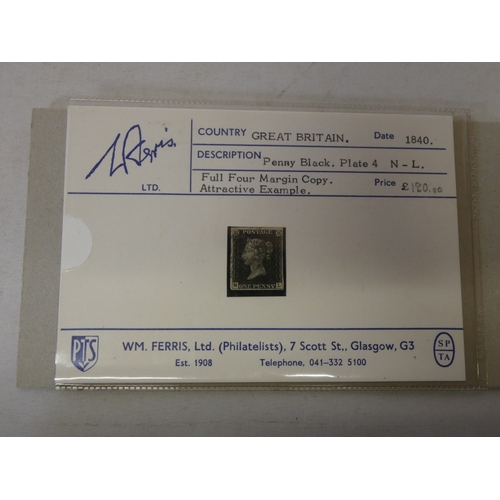 L Ferris.
LTD.
COUNTRY GREAT BRITAIN. Date 1840.
DESCRIPTION Penny Black. Plate 4 N - L.
Full Four Margin Copy. Price £180.00
Attractive Example.
POSTAGE
N L
ONE PENNY
PTS
WM. FERRIS, Ltd. (Philatelists), 7 Scott St., Glasgow, G3
Est. 1908 Telephone, 041-332 5100
SP
TA